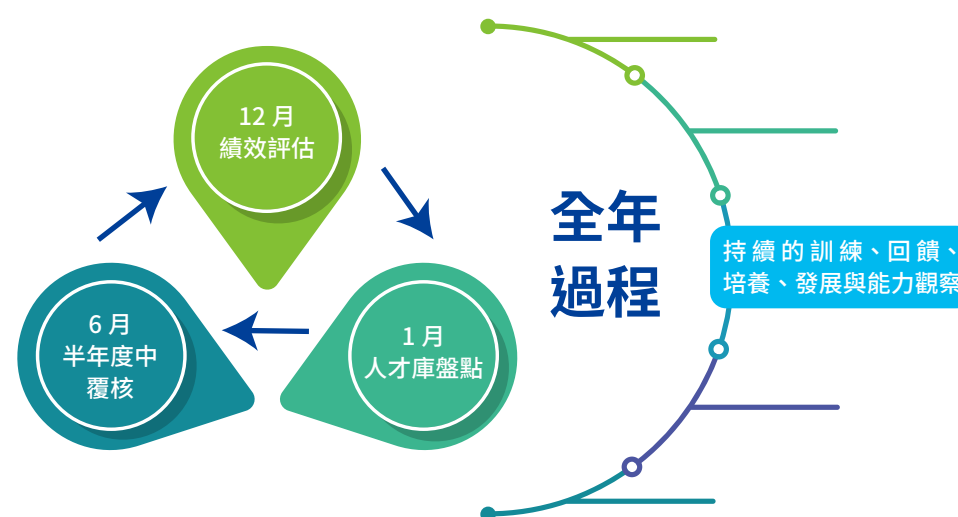 12 月
績效評估
6 月
半年度中
覆核
1 月
人才庫盤點
全年
過程
持續的訓練、回饋、
培養、發展與能力觀察